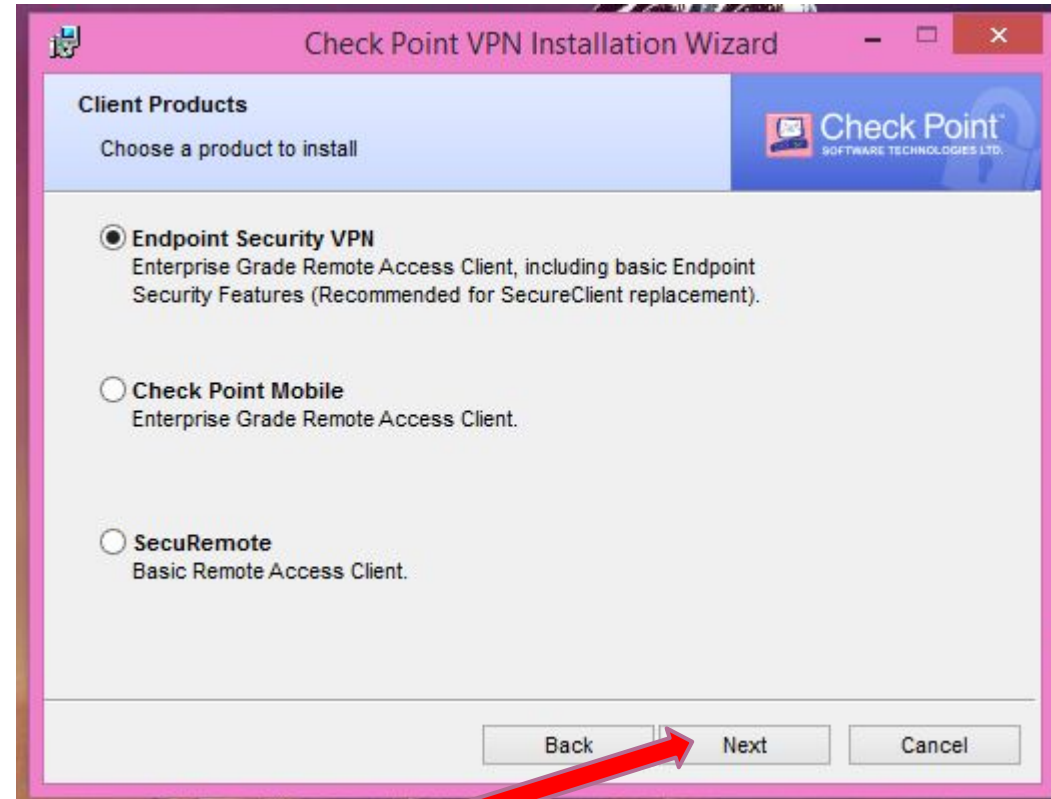 Check Point VPN Installation Wizard
Client Products
Choose a product to install
Check Point
SOFTWARE TECHNOLOGIES LTD.
Endpoint Security VPN
Enterprise Grade Remote Access Client, including basic Endpoint
Security Features (Recommended for SecureClient replacement).
Check Point Mobile
Enterprise Grade Remote Access Client.
SecuRemote
Basic Remote Access Client.
Back Next Cancel